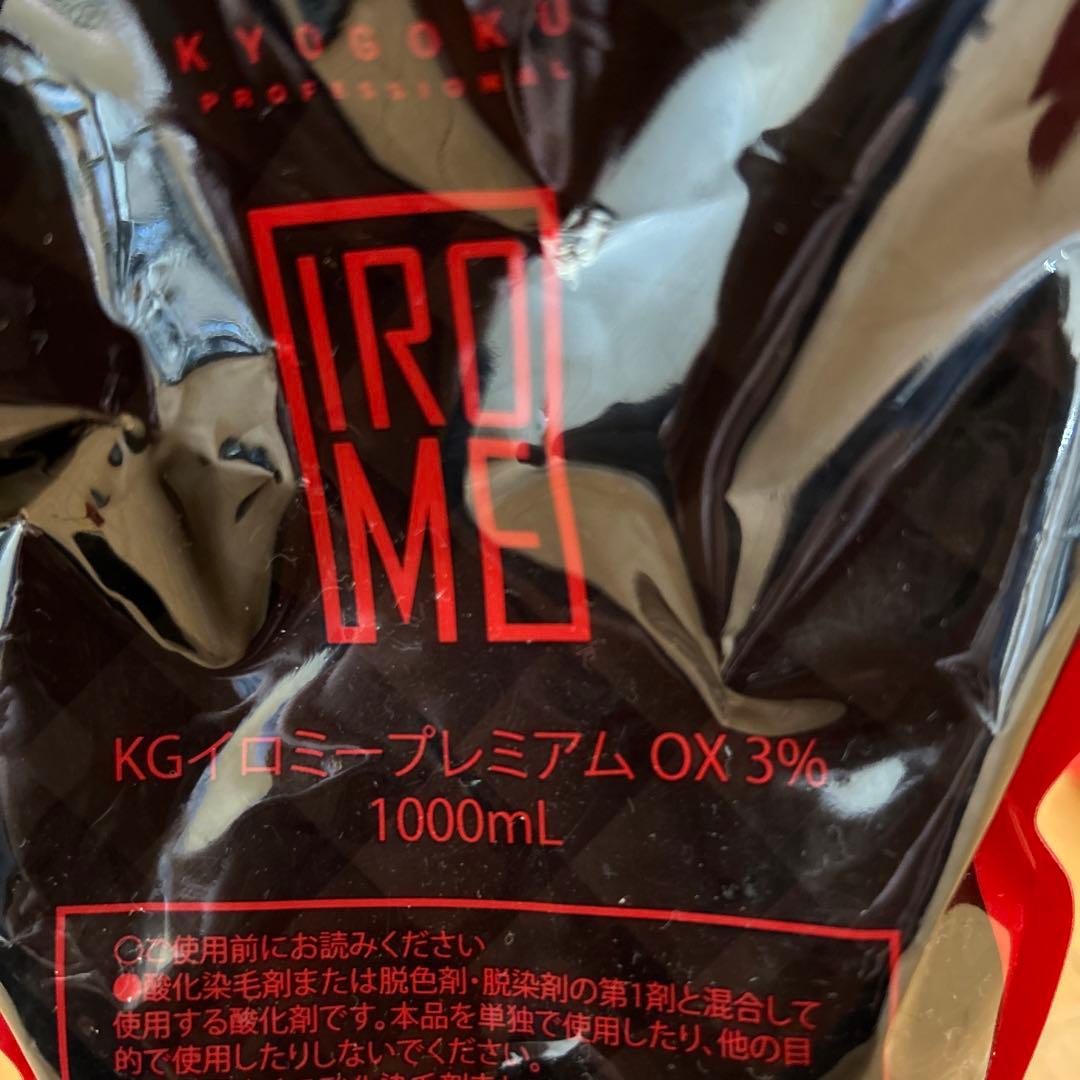 KYOGOKU
PROFESSIONAL
IRO
ME
KGイロミープレミアム OX 3%
1000mL
○ご使用前にお読みください
●酸化染毛剤または脱色剤・脱染剤の第1剤と混合して
使用する酸化剤です。本品を単独で使用したり、他の目
的で使用したりしないでください。